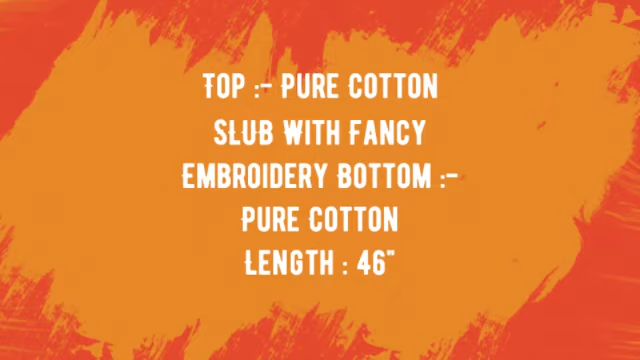 Top :- Pure Cotton
Slub With Fancy
Embroidery Bottom :-
Pure Cotton
Length : 46"